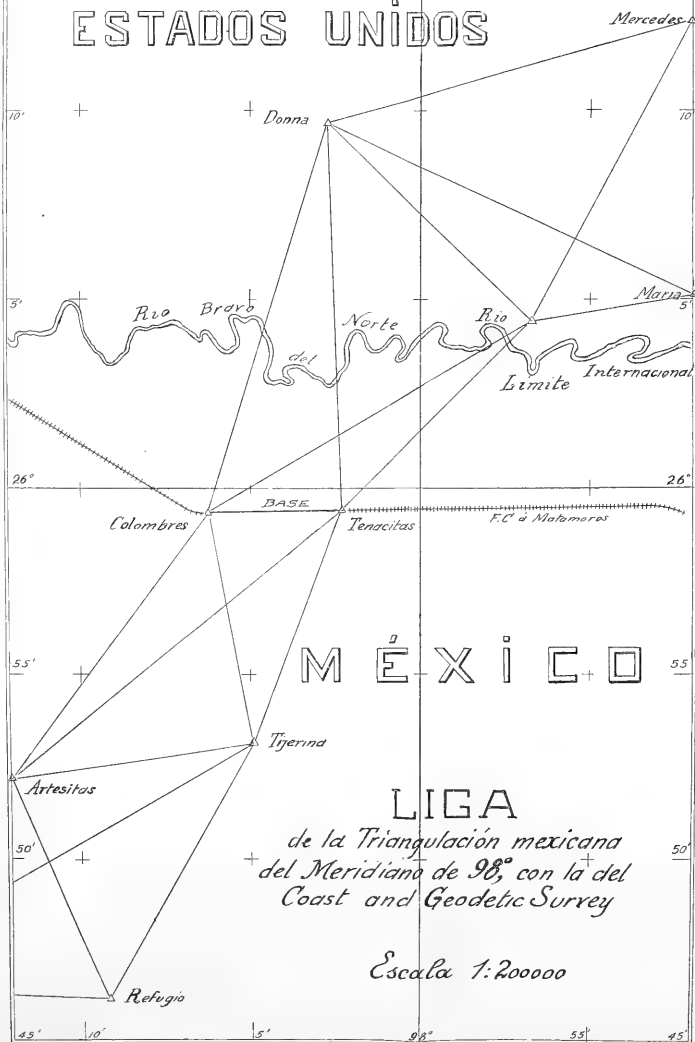 ESTADOS UNIDOS
Mercedes
10'
Donna
10'
Maria
5'
Rio Bravo del Norte
Rio
5'
Limite Internacional
26°
26°
Colombres
BASE
Tenacitas
F.C. á Matamoros
MÉXICO
55'
55'
Tijerina
Artesitas
LIGA
de la Triangulación mexicana
del Meridiano de 98°, con la del
Coast and Geodetic Survey
50'
50'
Escala 1:200000
Refugio
45'
10'
5'
98°
55'
45'